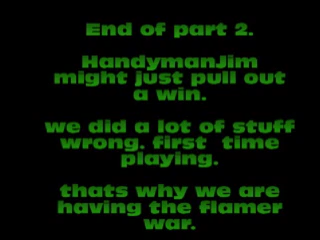 End of part 2.
HandymanJim
might just pull out
a win.
we did a lot of stuff
wrong. first  time
playing.
thats why we are
having the flamer
war.